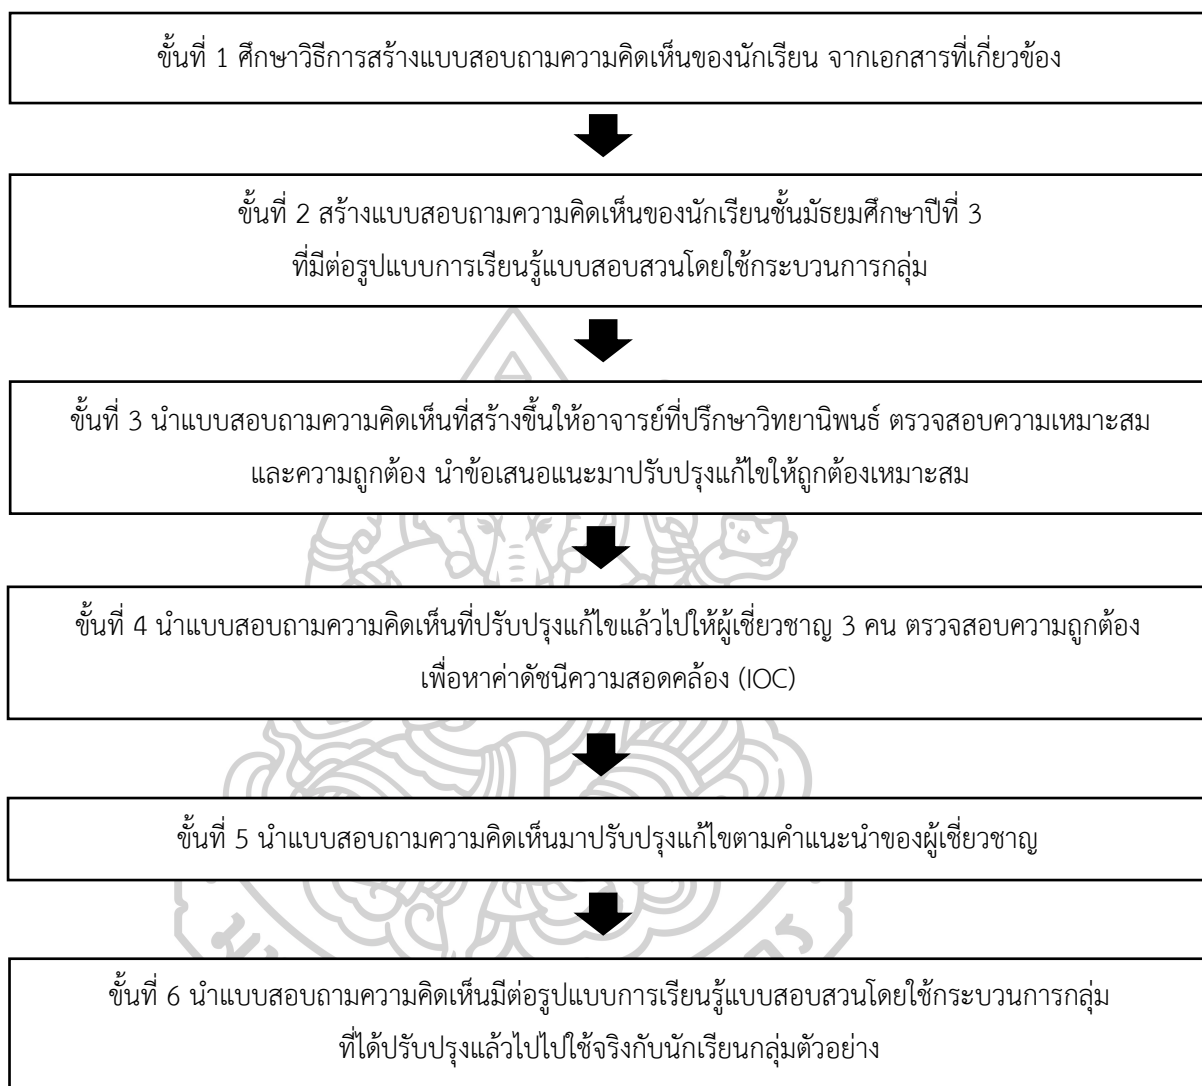 ขั้นที่ 1 ศึกษาวิธีการสร้างแบบสอบถามความคิดเห็นของนักเรียน จากเอกสารที่เกี่ยวข้อง
ขั้นที่ 2 สร้างแบบสอบถามความคิดเห็นของนักเรียนชั้นมัธยมศึกษาปีที่ 3
ที่มีต่อรูปแบบการเรียนรู้แบบสอบสวนโดยใช้กระบวนการกลุ่ม
ขั้นที่ 3 นำแบบสอบถามความคิดเห็นที่สร้างขึ้นให้อาจารย์ที่ปรึกษาวิทยานิพนธ์ ตรวจสอบความเหมาะสม
และความถูกต้อง นำข้อเสนอแนะมาปรับปรุงแก้ไขให้ถูกต้องเหมาะสม
ขั้นที่ 4 นำแบบสอบถามความคิดเห็นที่ปรับปรุงแก้ไขแล้วไปให้ผู้เชี่ยวชาญ 3 คน ตรวจสอบความถูกต้อง
เพื่อหาค่าดัชนีความสอดคล้อง (IOC)
ขั้นที่ 5 นำแบบสอบถามความคิดเห็นมาปรับปรุงแก้ไขตามคำแนะนำของผู้เชี่ยวชาญ
ขั้นที่ 6 นำแบบสอบถามความคิดเห็นมีต่อรูปแบบการเรียนรู้แบบสอบสวนโดยใช้กระบวนการกลุ่ม
ที่ได้ปรับปรุงแล้วไปไปใช้จริงกับนักเรียนกลุ่มตัวอย่าง